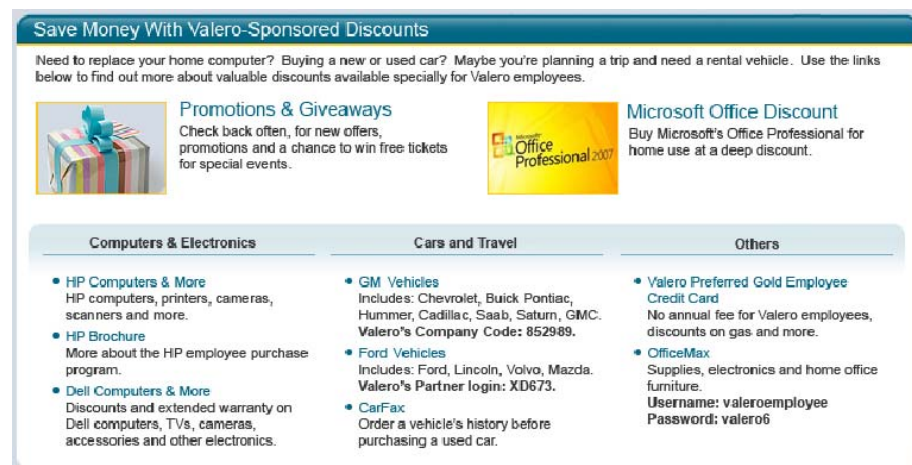 Save Money With Valero-Sponsored Discounts
Need to replace your home computer? Buying a new or used car? Maybe you're planning a trip and need a rental vehicle. Use the links
below to find out more about valuable discounts available specially for Valero employees.
Promotions & Giveaways
Check back often, for new offers,
promotions and a chance to win free tickets
for special events.
Microsoft
Office
Professional 2007
Microsoft Office Discount
Buy Microsoft's Office Professional for
home use at a deep discount.
Computers & Electronics
HP Computers & More
HP computers, printers, cameras,
scanners and more.
HP Brochure
More about the HP employee purchase
program.
Dell Computers & More
Discounts and extended warranty on
Dell computers, TVs, cameras,
accessories and other electronics.
Cars and Travel
GM Vehicles
Includes: Chevrolet, Buick Pontiac,
Hummer, Cadillac, Saab, Saturn, GMC.
Valero's Company Code: 852989.
Ford Vehicles
Includes: Ford, Lincoln, Volvo, Mazda.
Valero's Partner login: XD673.
CarFax
Order a vehicle's history before
purchasing a used car.
Others
Valero Preferred Gold Employee
Credit Card
No annual fee for Valero employees,
discounts on gas and more.
OfficeMax
Supplies, electronics and home office
furniture.
Username: valeroemployee
Password: valero6